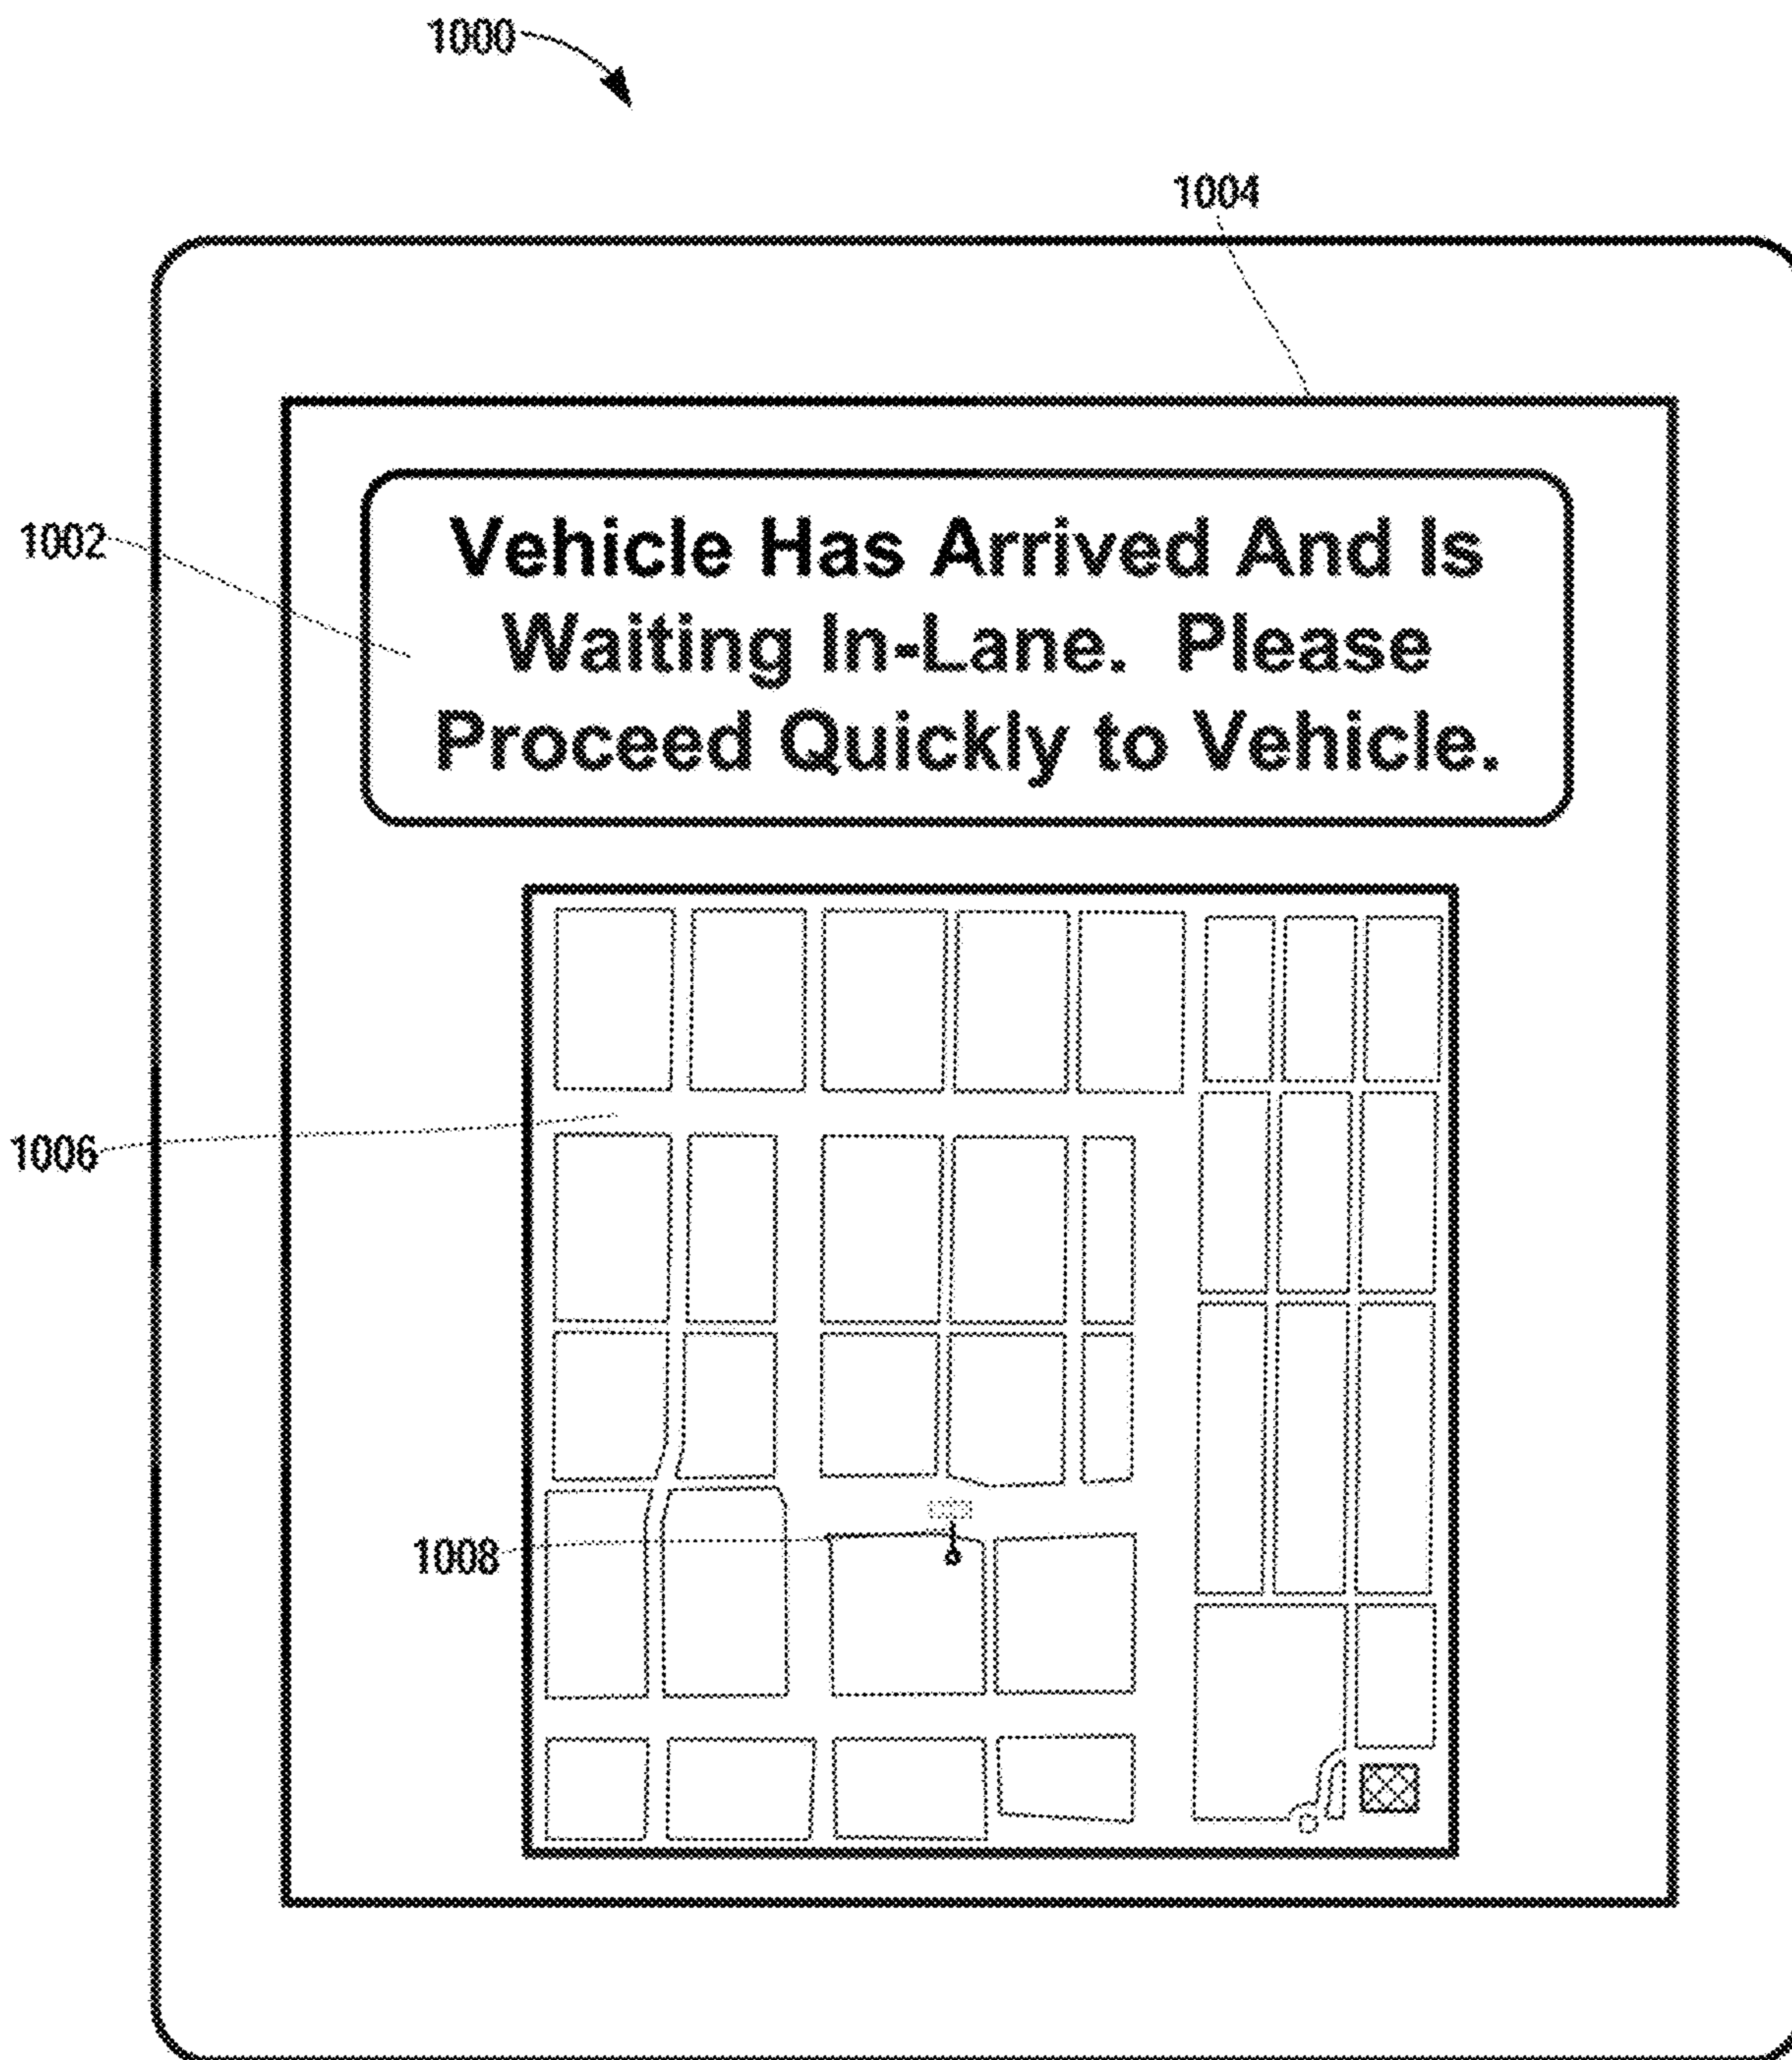 1000
1004
1002
Vehicle Has Arrived And Is
Waiting In-Lane.  Please
Proceed Quickly to Vehicle.
1006
1008